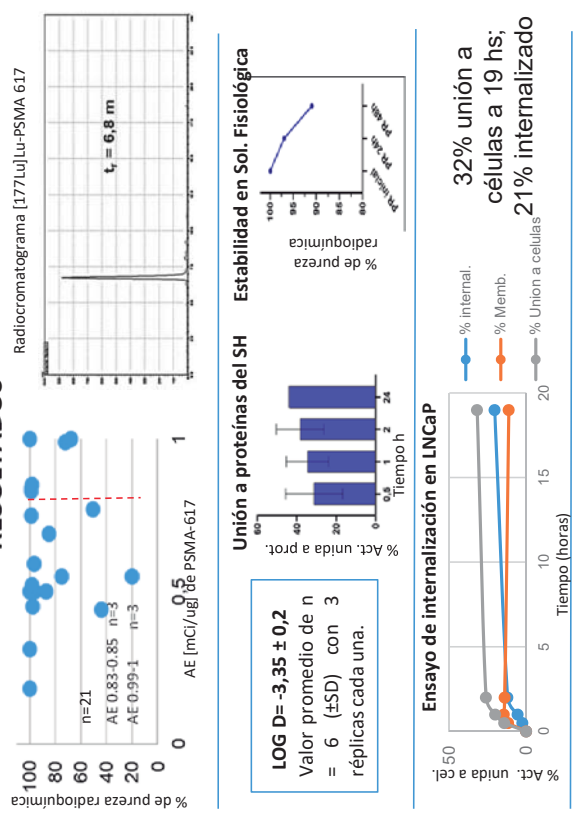 Radiocromatograma [177Lu]Lu-PSMA 617
t, = 6,8 m
% de pureza radioquímica
100
80
60
40
20
0
0
0,5
1
n=21
AE 0.83-0.85 n=3
AE-0.99-1 n=3
AE [mCi/ug] de PSMA-617
LOG D= -3,35 ± 0,2
Valor promedio de n
= 6 (±SD) con 3
réplicas cada una.
Unión a proteínas del SH
% Act. unida a prot.
60
40
20
0
0,5
1
2
24
Tiempo h
Estabilidad en Sol. Fisiológica
% de pureza
radioquímica
100
95
90
85
80
PR Inicial
PR 24h
PR 48h
Ensayo de internalización en LNCaP
% Act. unida a cel.
50
0
0
5
10
15
20
Tiempo (horas)
% internal.
% Memb.
% Union a celulas
32% unión a
células a 19 hs;
21% internalizado